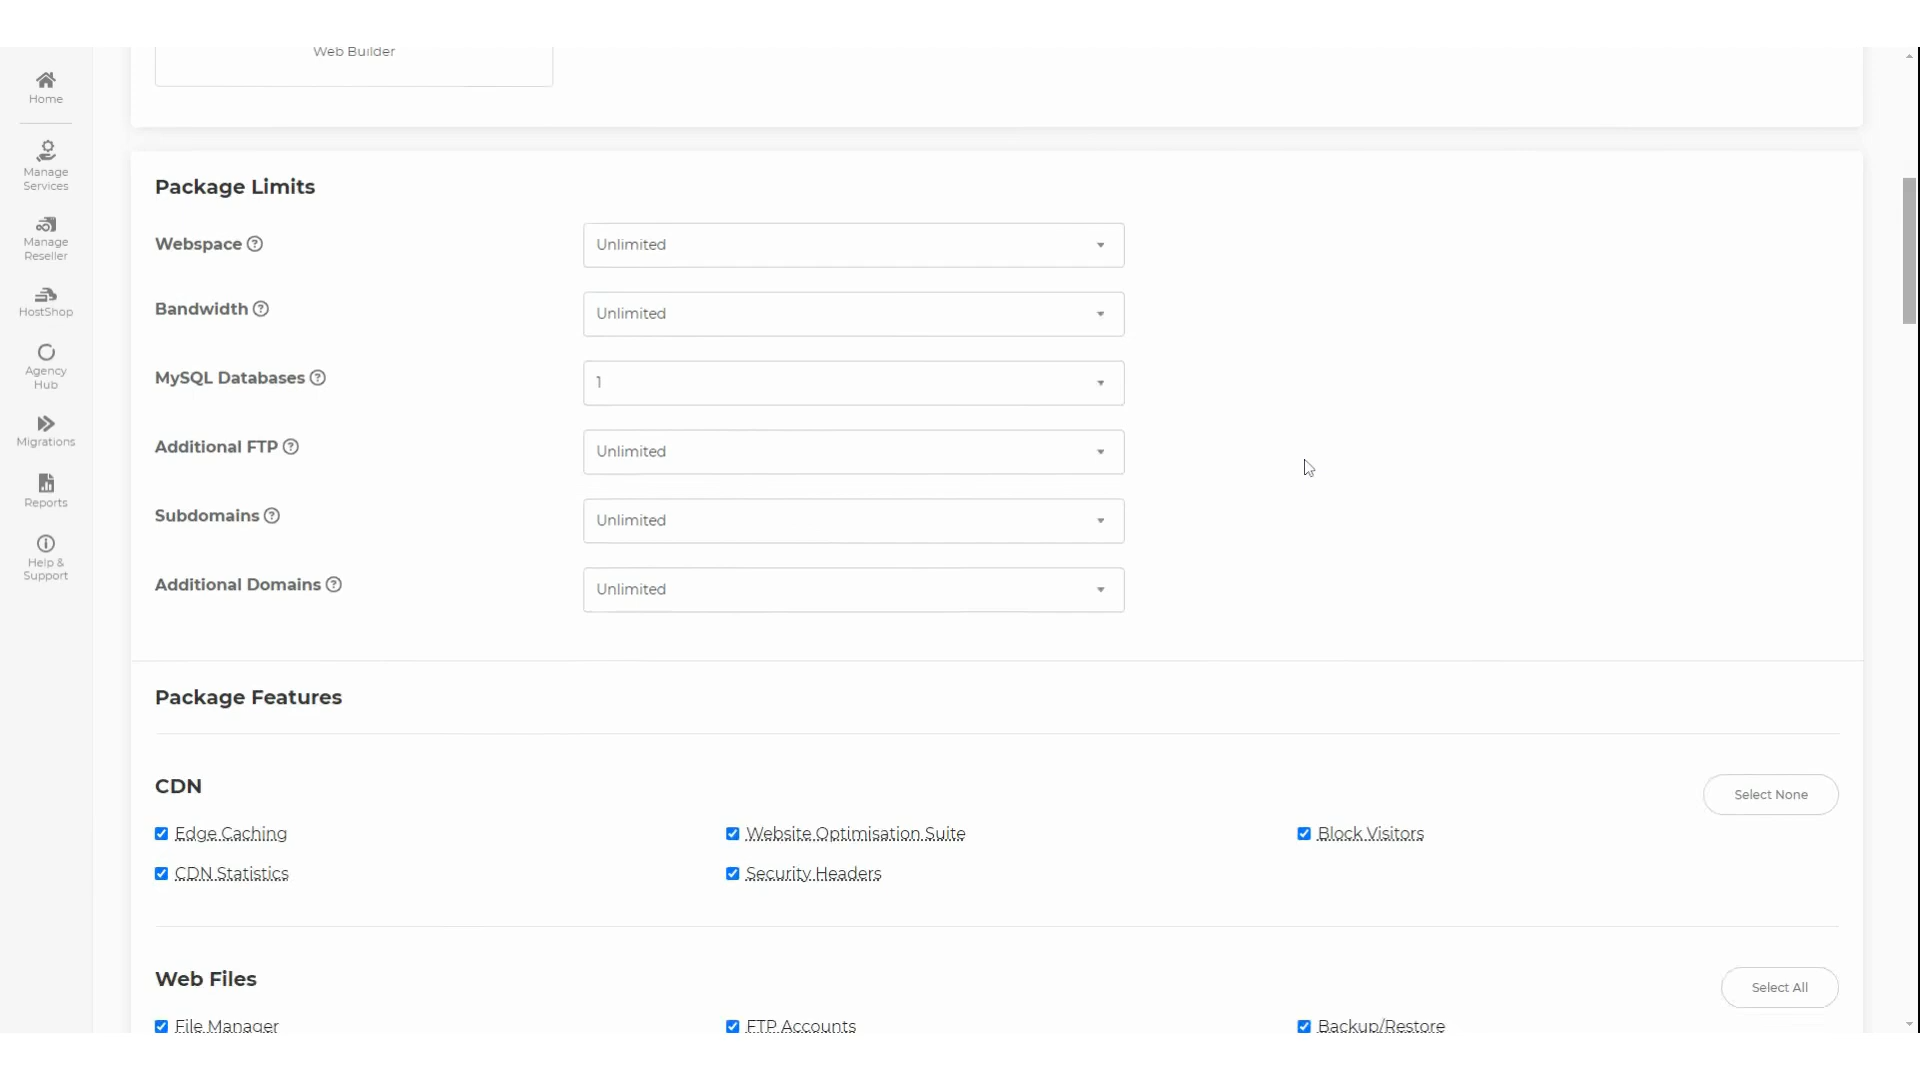 Web Builder
Home
Manage
Services
Manage
Reseller
HostShop
Agency
Hub
Migrations
Reports
Help &
Support
Package Limits
Webspace ?
Unlimited
Bandwidth ?
Unlimited
MySQL Databases ?
1
Additional FTP ?
Unlimited
Subdomains ?
Unlimited
Additional Domains ?
Unlimited
Package Features
CDN
Select None
Edge Caching
Website Optimisation Suite
Block Visitors
CDN Statistics
Security Headers
Web Files
Select All
File Manager
FTP Accounts
Backup/Restore